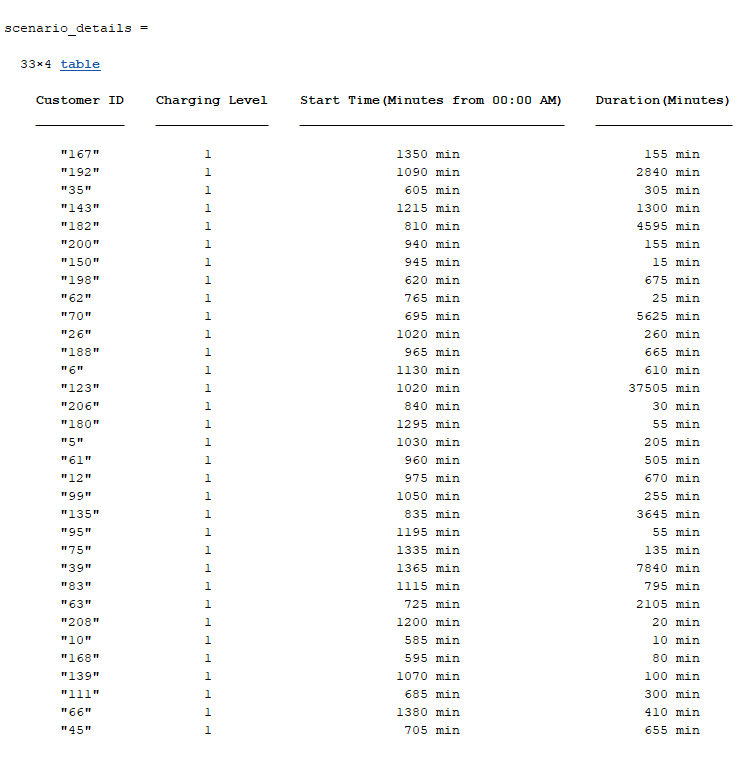 scenario_details =
33×4 table
Customer ID Charging Level Start Time(Minutes from 00:00 AM) Duration(Minutes)
"167" 1 1350 min 155 min
"192" 1 1090 min 2840 min
"35" 1 605 min 305 min
"143" 1 1215 min 1300 min
"182" 1 810 min 4595 min
"200" 1 940 min 155 min
"150" 1 945 min 15 min
"198" 1 620 min 675 min
"62" 1 765 min 25 min
"70" 1 695 min 5625 min
"26" 1 1020 min 260 min
"188" 1 965 min 665 min
"6" 1 1130 min 610 min
"123" 1 1020 min 37505 min
"206" 1 840 min 30 min
"180" 1 1295 min 55 min
"5" 1 1030 min 205 min
"61" 1 960 min 505 min
"12" 1 975 min 670 min
"99" 1 1050 min 255 min
"135" 1 835 min 3645 min
"95" 1 1195 min 55 min
"75" 1 1335 min 135 min
"39" 1 1365 min 7840 min
"83" 1 1115 min 795 min
"63" 1 725 min 2105 min
"208" 1 1200 min 20 min
"10" 1 585 min 10 min
"168" 1 595 min 80 min
"139" 1 1070 min 100 min
"111" 1 685 min 300 min
"66" 1 1380 min 410 min
"45" 1 705 min 655 min